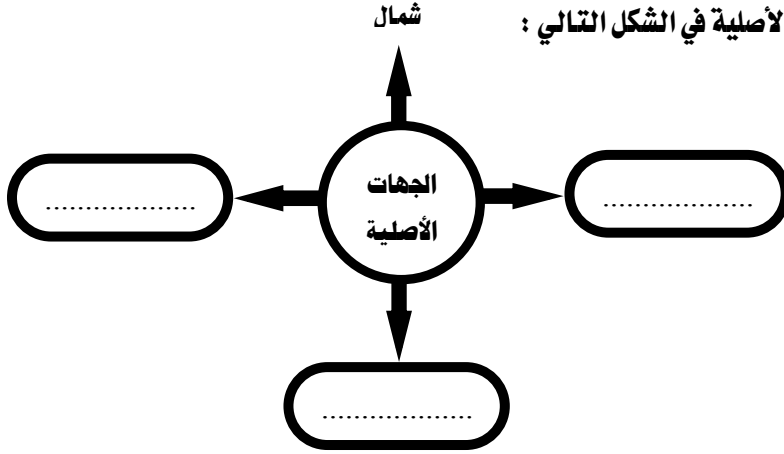 لأصلية في الشكل التالي :
شمال
الجهات
الأصلية
....................
....................
....................